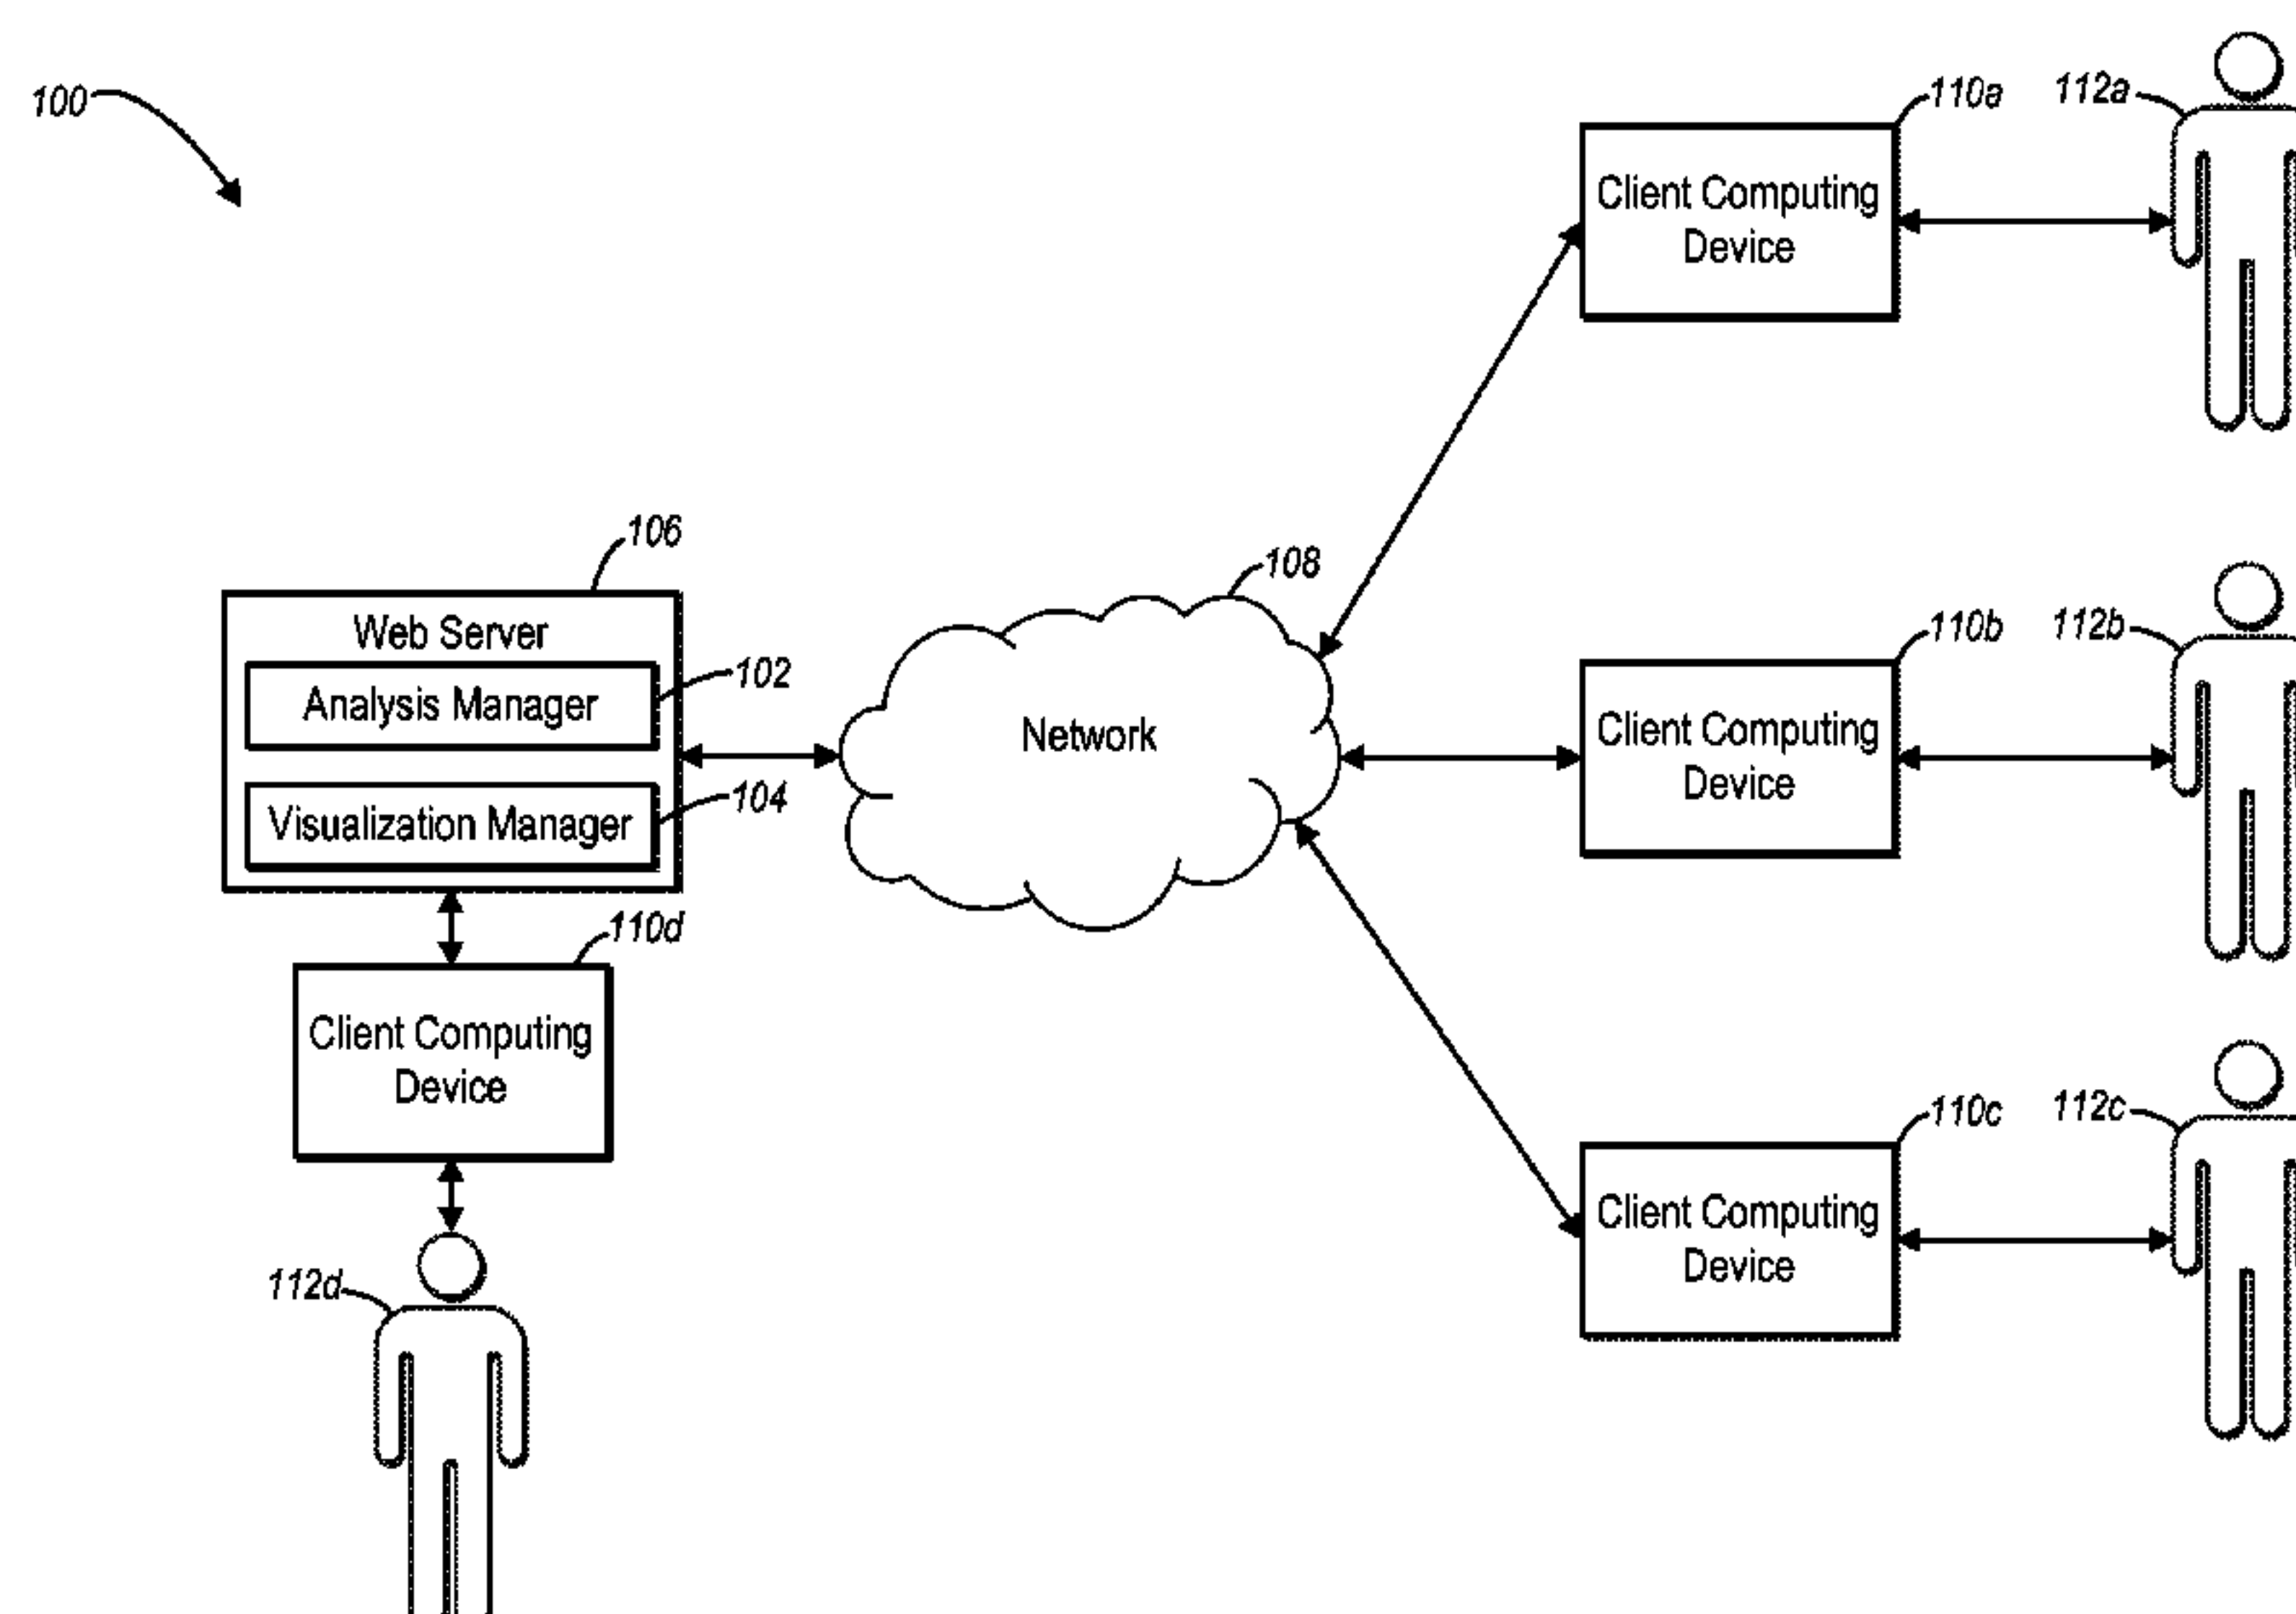 100
110a
112a
Client Computing
Device
106
108
Web Server
102
Analysis Manager
Network
104
Visualization Manager
110b
112b
Client Computing
Device
110d
Client Computing
Device
110c
112c
Client Computing
Device
112d